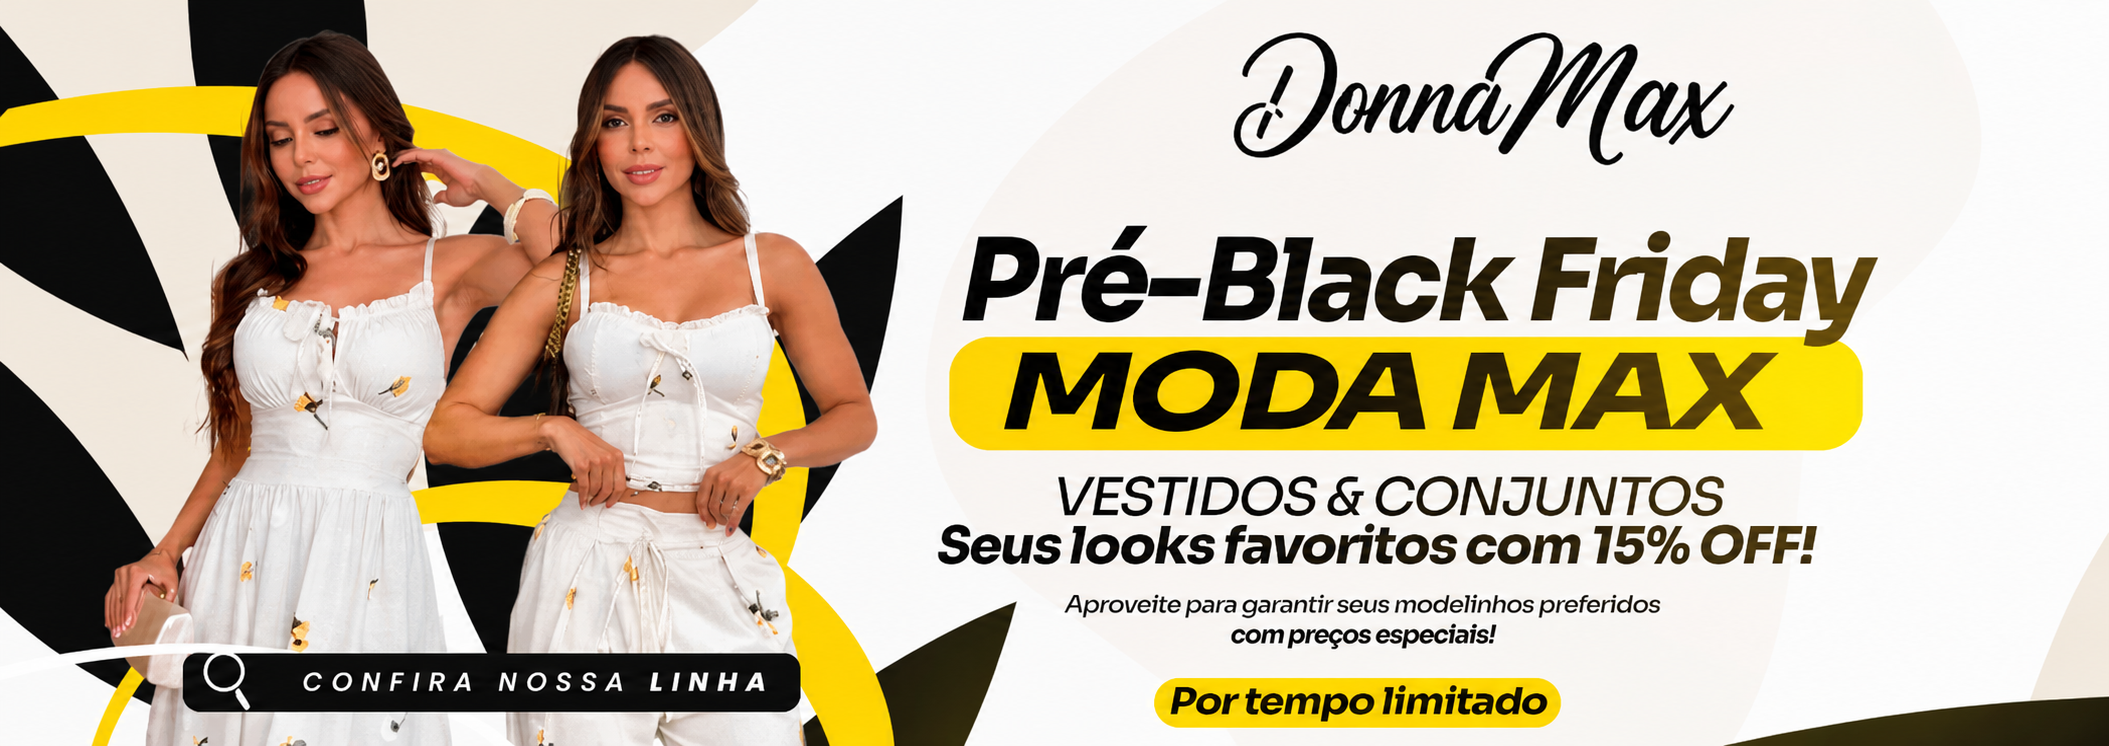 DonnaMax
Pré-Black Friday
MODA MAX
VESTIDOS & CONJUNTOS
Seus looks favoritos com 15% OFF!
Aproveite para garantir seus modelinhos preferidos
com preços especiais!
Por tempo limitado
CONFIRA NOSSA LINHA